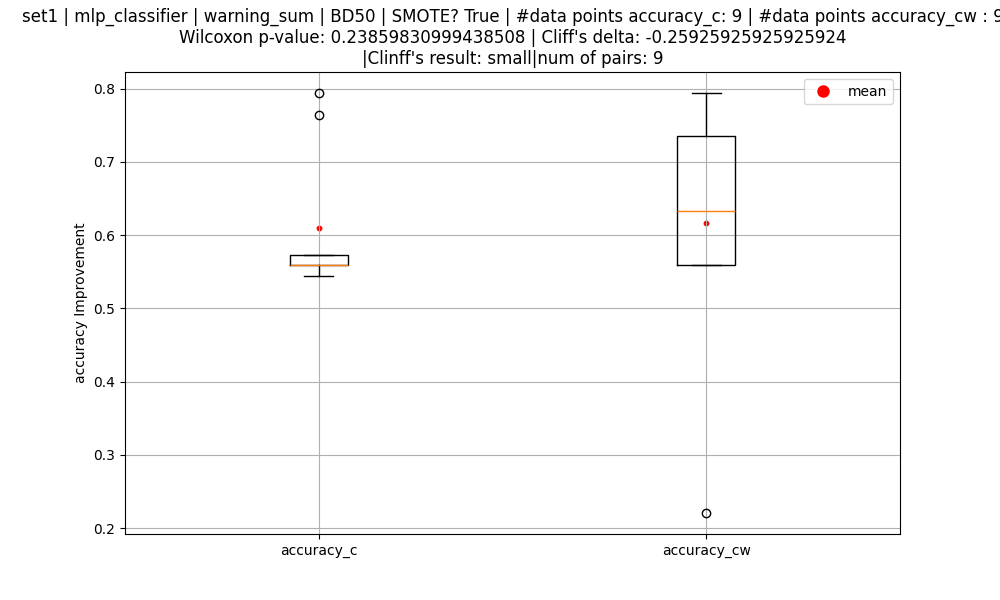 set1 | mlp_classifier | warning_sum | BD50 | SMOTE? True | #data points accuracy_c: 9 | #data points accuracy_cw : 9
Wilcoxon p-value: 0.23859830999438508 | Cliff's delta: -0.25925925925925924
|Clinff's result: small|num of pairs: 9
mean
0.8
0.7
0.6
0.5
0.4
0.3
0.2
accuracy Improvement
accuracy_c
accuracy_cw